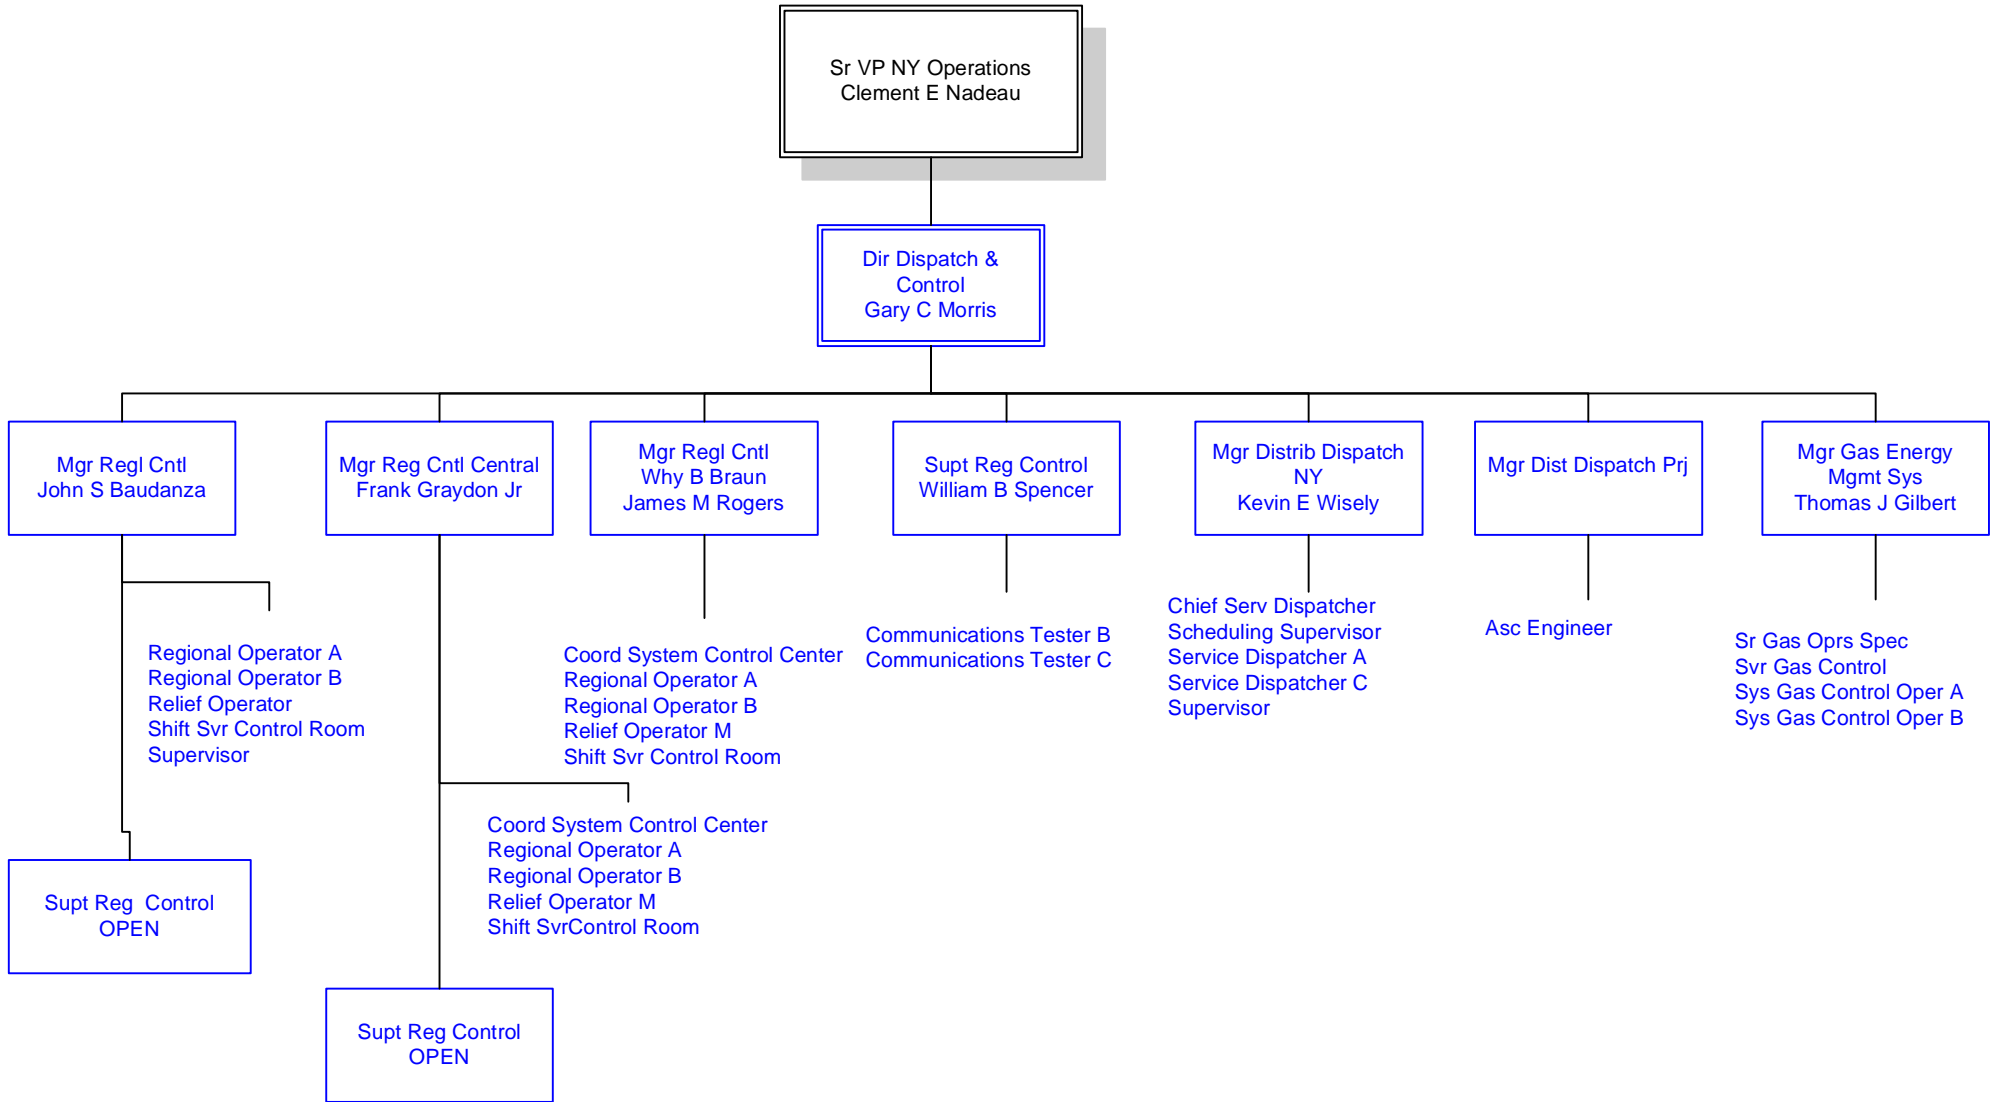 Sr VP NY Operations
Clement E Nadeau
Dir Dispatch &
Control
Gary C Morris
Mgr Regl Cntl
John S Baudanza
Mgr Reg Cntl Central
Frank Graydon Jr
Mgr Regl Cntl
Why B Braun
James M Rogers
Supt Reg Control
William B Spencer
Mgr Distrib Dispatch
NY
Kevin E Wisely
Mgr Dist Dispatch Prj
Mgr Gas Energy
Mgmt Sys
Thomas J Gilbert
Regional Operator A
Regional Operator B
Relief Operator
Shift Svr Control Room
Supervisor
Coord System Control Center
Regional Operator A
Regional Operator B
Relief Operator M
Shift Svr Control Room
Communications Tester B
Communications Tester C
Chief Serv Dispatcher
Scheduling Supervisor
Service Dispatcher A
Service Dispatcher C
Supervisor
Asc Engineer
Sr Gas Oprs Spec
Svr Gas Control
Sys Gas Control Oper A
Sys Gas Control Oper B
Coord System Control Center
Regional Operator A
Regional Operator B
Relief Operator M
Shift SvrControl Room
Supt Reg  Control
OPEN
Supt Reg Control
OPEN